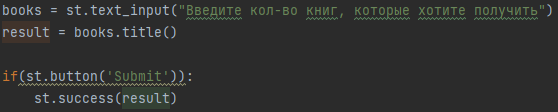 books = st.text_input("Введите кол-во книг, которые хотите получить")
result = books.title()
if(st.button('Submit')):
st.success(result)